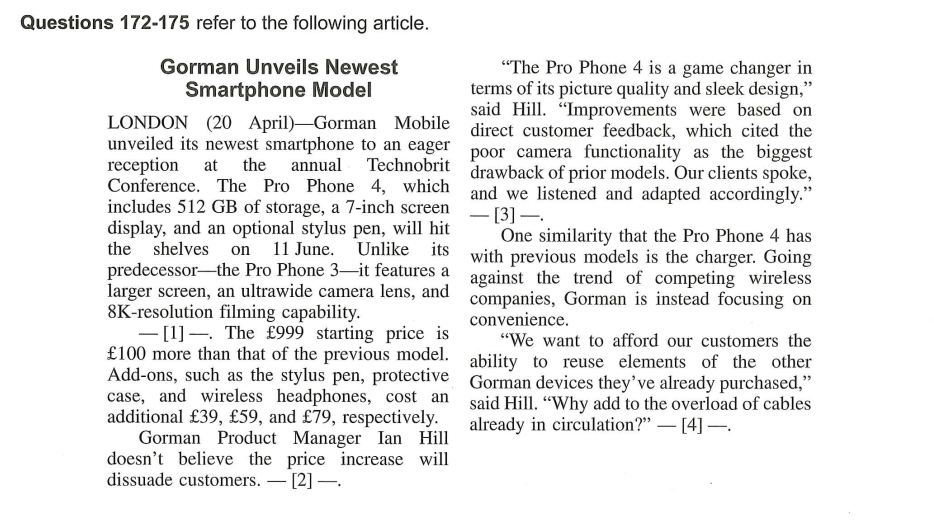 Questions 172-175 refer to the following article.
Gorman Unveils Newest
Smartphone Model
LONDON (20 April)—Gorman Mobile
unveiled its newest smartphone to an eager
reception at the annual Technobrit
Conference. The Pro Phone 4, which
includes 512 GB of storage, a 7-inch screen
display, and an optional stylus pen, will hit
the shelves on 11 June. Unlike its
predecessor—the Pro Phone 3—it features a
larger screen, an ultrawide camera lens, and
8K-resolution filming capability.
— [1] —. The £999 starting price is
£100 more than that of the previous model.
Add-ons, such as the stylus pen, protective
case, and wireless headphones, cost an
additional £39, £59, and £79, respectively.
Gorman Product Manager Ian Hill
doesn't believe the price increase will
dissuade customers. — [2] —.
"The Pro Phone 4 is a game changer in
terms of its picture quality and sleek design,"
said Hill. "Improvements were based on
direct customer feedback, which cited the
poor camera functionality as the biggest
drawback of prior models. Our clients spoke,
and we listened and adapted accordingly."
— [3] —.
One similarity that the Pro Phone 4 has
with previous models is the charger. Going
against the trend of competing wireless
companies, Gorman is instead focusing on
convenience.
"We want to afford our customers the
ability to reuse elements of the other
Gorman devices they've already purchased,"
said Hill. "Why add to the overload of cables
already in circulation?" — [4] —.